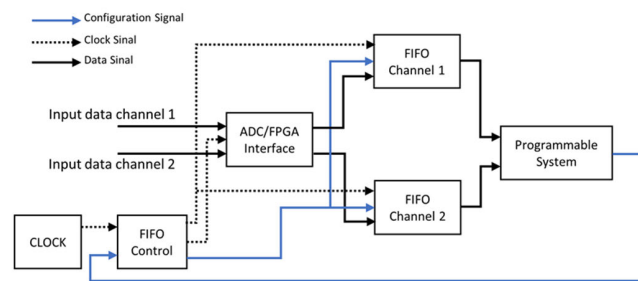 Configuration Signal
Clock Sinal
Data Sinal
FIFO
Channel 1
Input data channel 1
ADC/FPGA
Interface
Input data channel 2
Programmable
System
FIFO
Channel 2
CLOCK
FIFO
Control